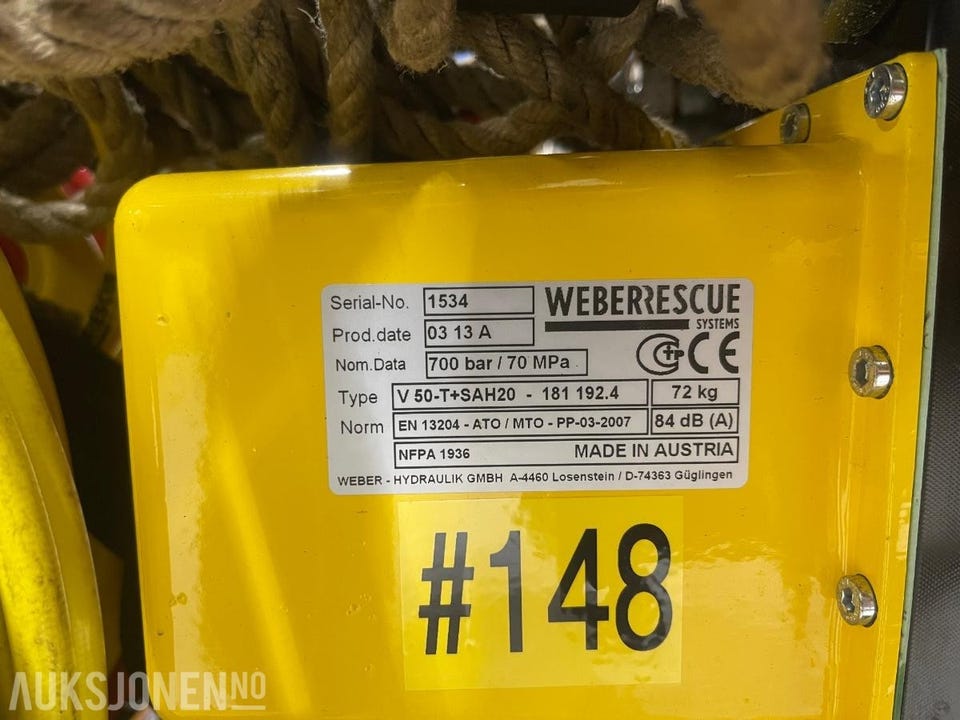 Serial-No. 1534
WEBERRESCUE
SYSTEMS
Prod.date 03 13 A
Nom.Data 700 bar / 70 MPa
CTP CE
Type V 50-T+SAH20 - 181 192.4 72 kg
Norm EN 13204 - ATO / MTO - PP-03-2007 84 dB (A)
NFPA 1936 MADE IN AUSTRIA
WEBER - HYDRAULIK GMBH A-4460 Losenstein / D-74363 Güglingen
#148
AUKSJONEN.NO